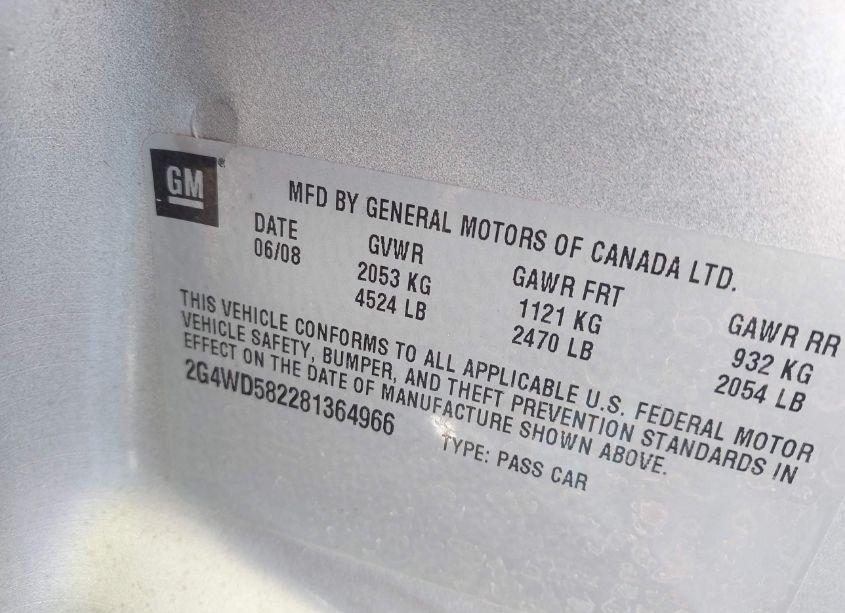 GM®
MFD BY GENERAL MOTORS OF CANADA LTD.
DATE GVWR GAWR FRT GAWR RR
06/08 2053 KG 1121 KG 932 KG
4524 LB 2470 LB 2054 LB
THIS VEHICLE CONFORMS TO ALL APPLICABLE U.S. FEDERAL MOTOR
VEHICLE SAFETY, BUMPER, AND THEFT PREVENTION STANDARDS IN
EFFECT ON THE DATE OF MANUFACTURE SHOWN ABOVE.
2G4WD582281364966
TYPE: PASS CAR